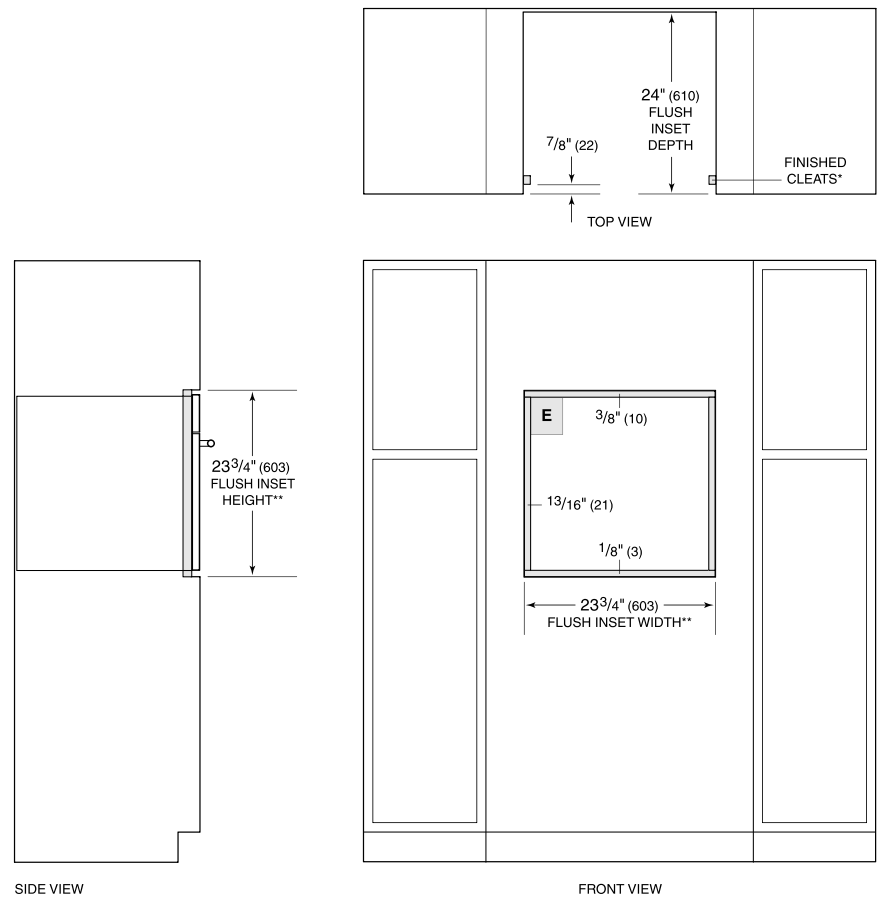 24" (610)
FLUSH
INSET
DEPTH
7/8" (22)
FINISHED
CLEATS*
TOP VIEW
23 3/4" (603)
FLUSH INSET
HEIGHT**
E
3/8" (10)
13/16" (21)
1/8" (3)
23 3/4" (603)
FLUSH INSET WIDTH**
SIDE VIEW
FRONT VIEW